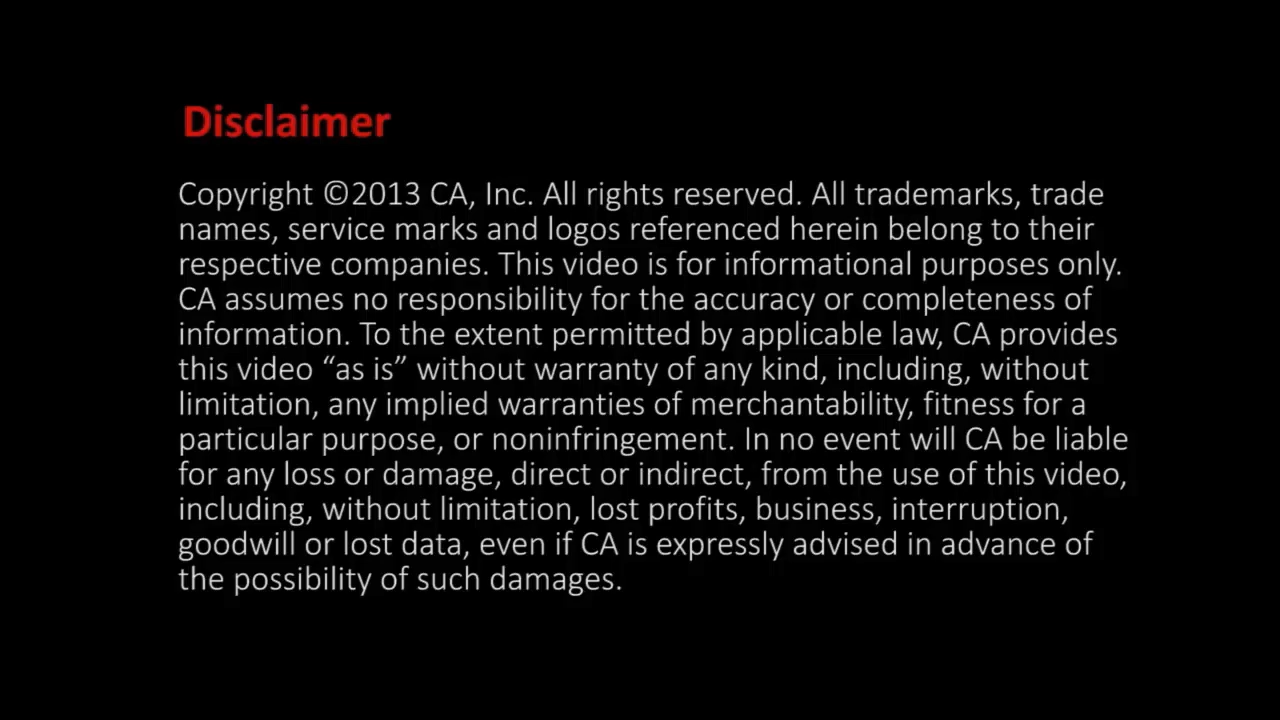 Disclaimer
Copyright ©2013 CA, Inc. All rights reserved. All trademarks, trade
names, service marks and logos referenced herein belong to their
respective companies. This video is for informational purposes only.
CA assumes no responsibility for the accuracy or completeness of
information. To the extent permitted by applicable law, CA provides
this video “as is” without warranty of any kind, including, without
limitation, any implied warranties of merchantability, fitness for a
particular purpose, or noninfringement. In no event will CA be liable
for any loss or damage, direct or indirect, from the use of this video,
including, without limitation, lost profits, business, interruption,
goodwill or lost data, even if CA is expressly advised in advance of
the possibility of such damages.